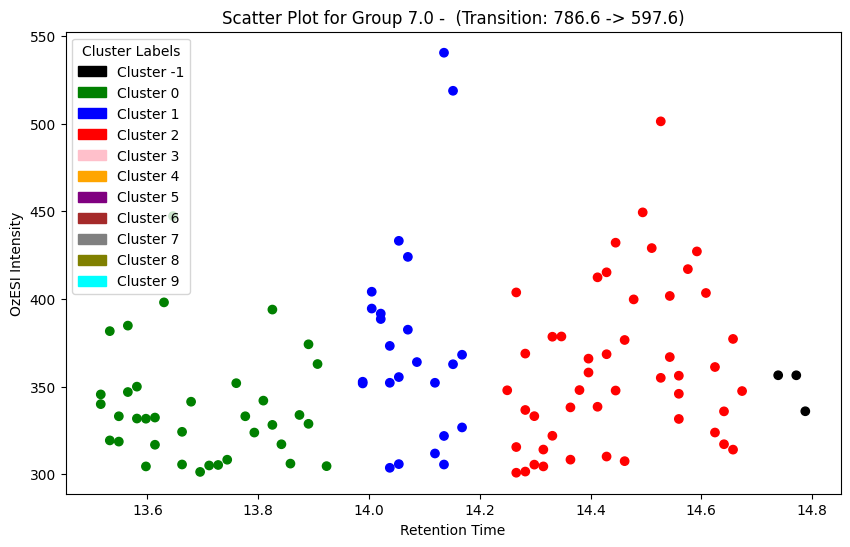 Scatter Plot for Group 7.0 -  (Transition: 786.6 -> 597.6)
550
500
450
400
350
300
OzESI Intensity
Cluster Labels
Cluster -1
Cluster 0
Cluster 1
Cluster 2
Cluster 3
Cluster 4
Cluster 5
Cluster 6
Cluster 7
Cluster 8
Cluster 9
13.6 13.8 14.0 14.2 14.4 14.6 14.8
Retention Time